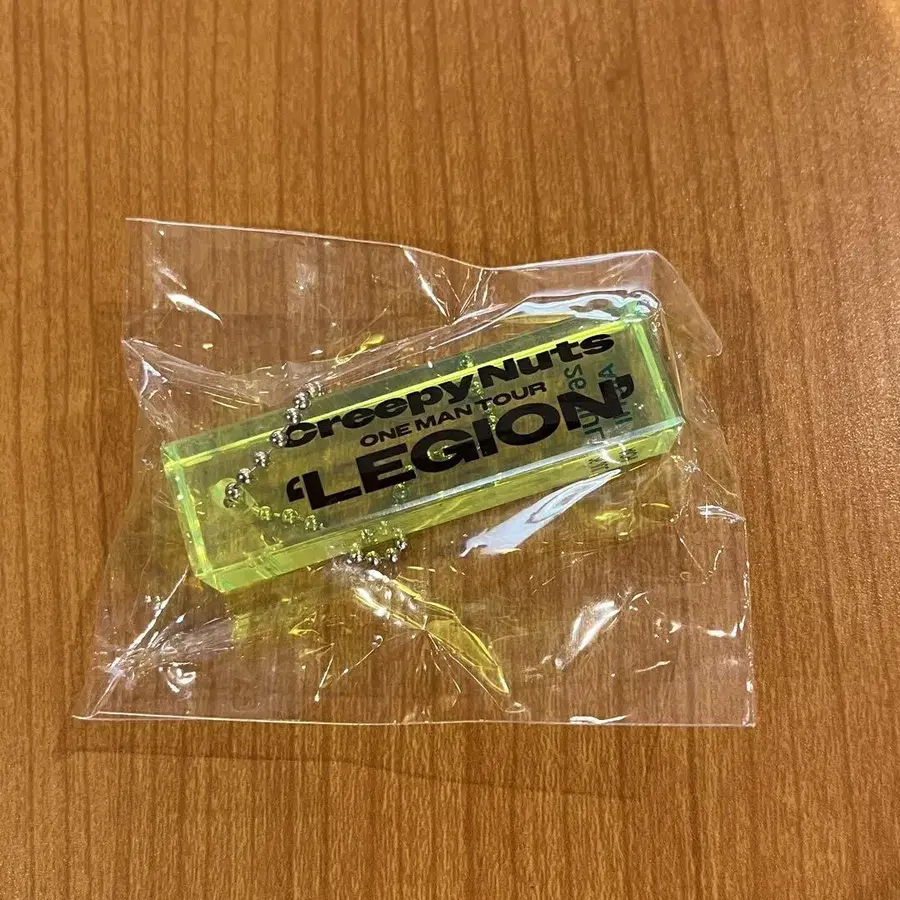 Creepy Nuts
ONE MAN TOUR
‘LEGION’